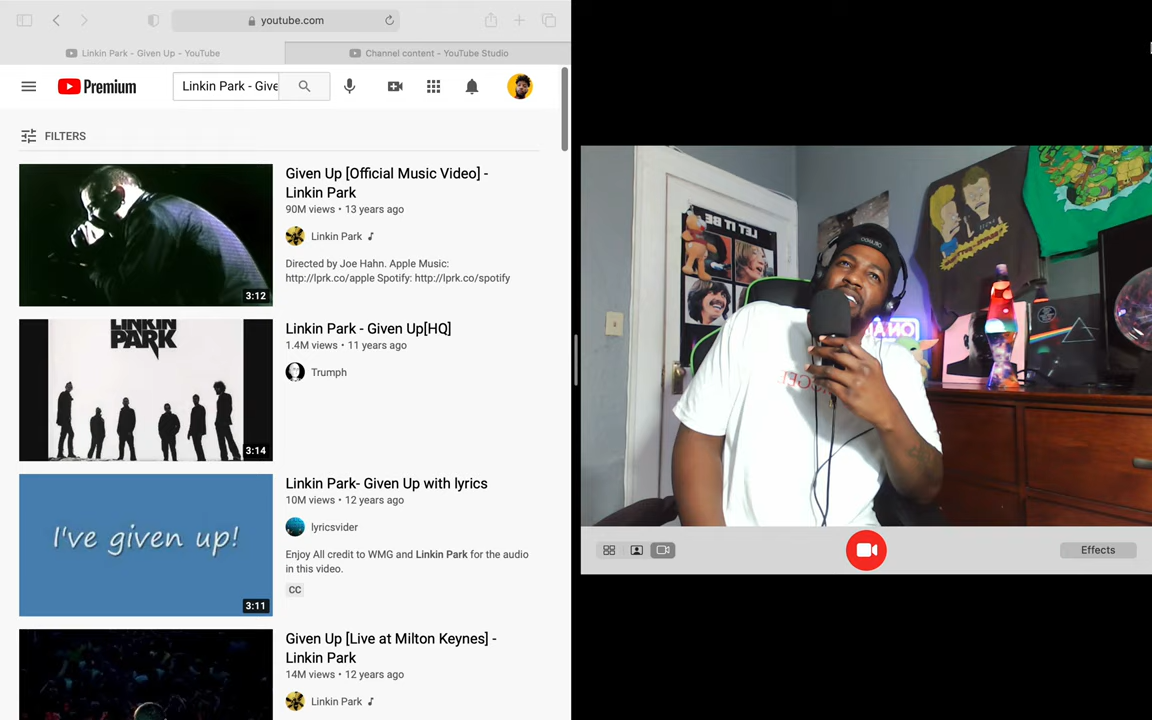 youtube.com
Linkin Park - Given Up - YouTube
Channel content - YouTube Studio
Premium
Linkin Park - Give
FILTERS
Given Up [Official Music Video] -
Linkin Park
90M views • 13 years ago
Linkin Park ♪
Directed by Joe Hahn. Apple Music:
http://lprk.co/apple Spotify: http://lprk.co/spotify
3:12
LINKIN
PARK
Linkin Park - Given Up[HQ]
1.4M views • 11 years ago
Trumph
3:14
I've given up!
Linkin Park- Given Up with lyrics
10M views • 12 years ago
lyricsvider
Enjoy All credit to WMG and Linkin Park for the audio
in this video.
CC
3:11
Given Up [Live at Milton Keynes] -
Linkin Park
14M views • 12 years ago
Linkin Park ♪
LET IT BE
ON AIR
Effects